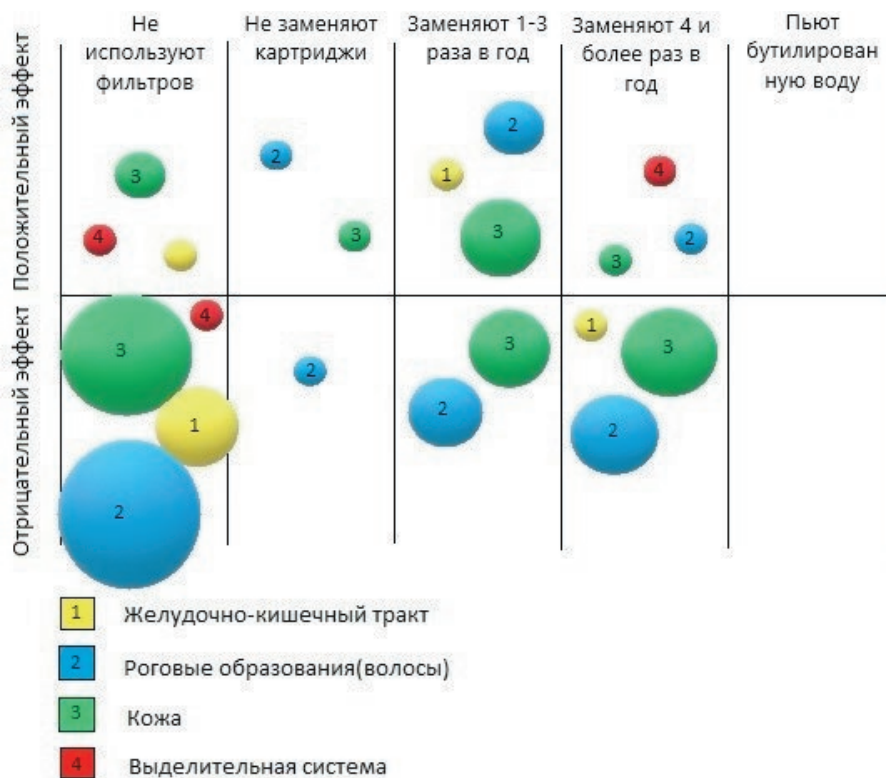 Не
используют
фильтров
Не заменяют
картриджи
Заменяют 1-3
раза в год
Заменяют 4 и
более раз в
год
Пьют
бутилирован
ную воду
Положительный эффект
3
4
2
3
2
1
3
4
2
3
Отрицательный эффект
3
4
1
2
2
3
2
1
3
2
1 Желудочно-кишечный тракт
2 Роговые образования(волосы)
3 Кожа
4 Выделительная система